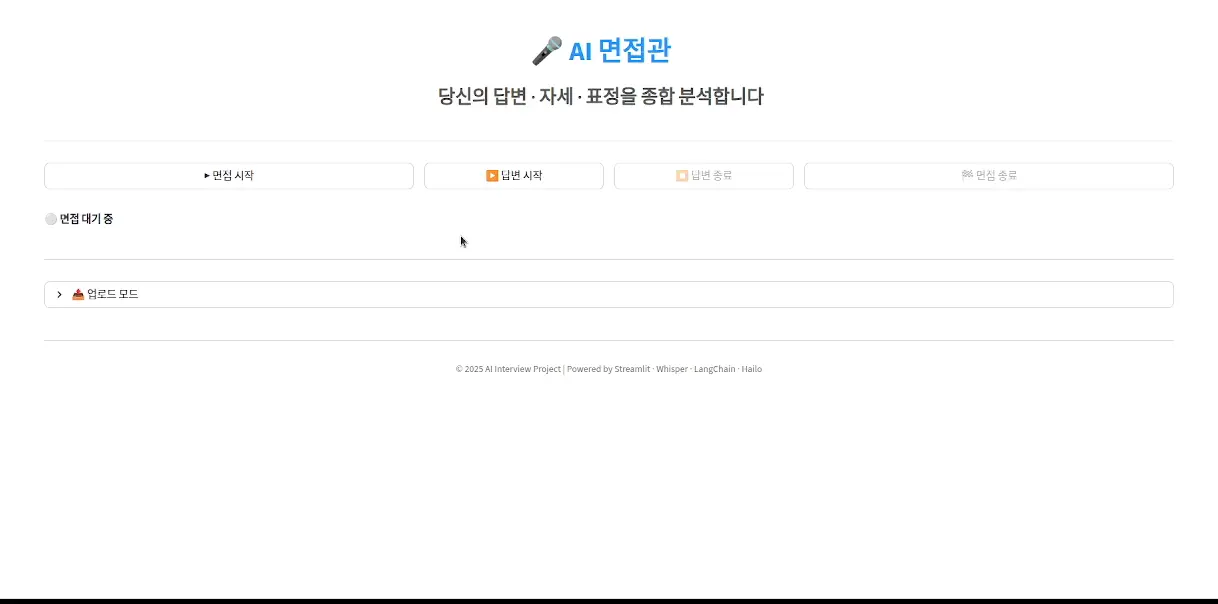 🎤 AI 면접관
당신의 답변 · 자세 · 표정을 종합 분석합니다
▶ 면접 시작
▶️ 답변 시작
⏹️ 답변 종료
🏁 면접 종료
⚪ 면접 대기 중
📤 업로드 모드
© 2025 AI Interview Project | Powered by Streamlit · Whisper · LangChain · Hailo